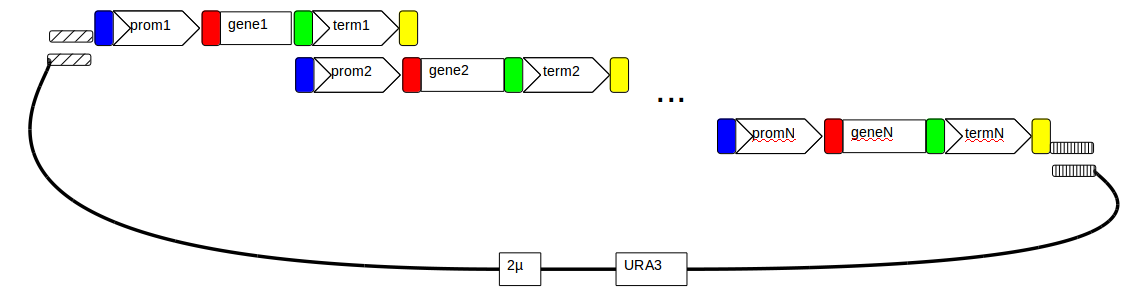 prom1 gene1 term1
prom2 gene2 term2
...
promN geneN termN
2µ URA3